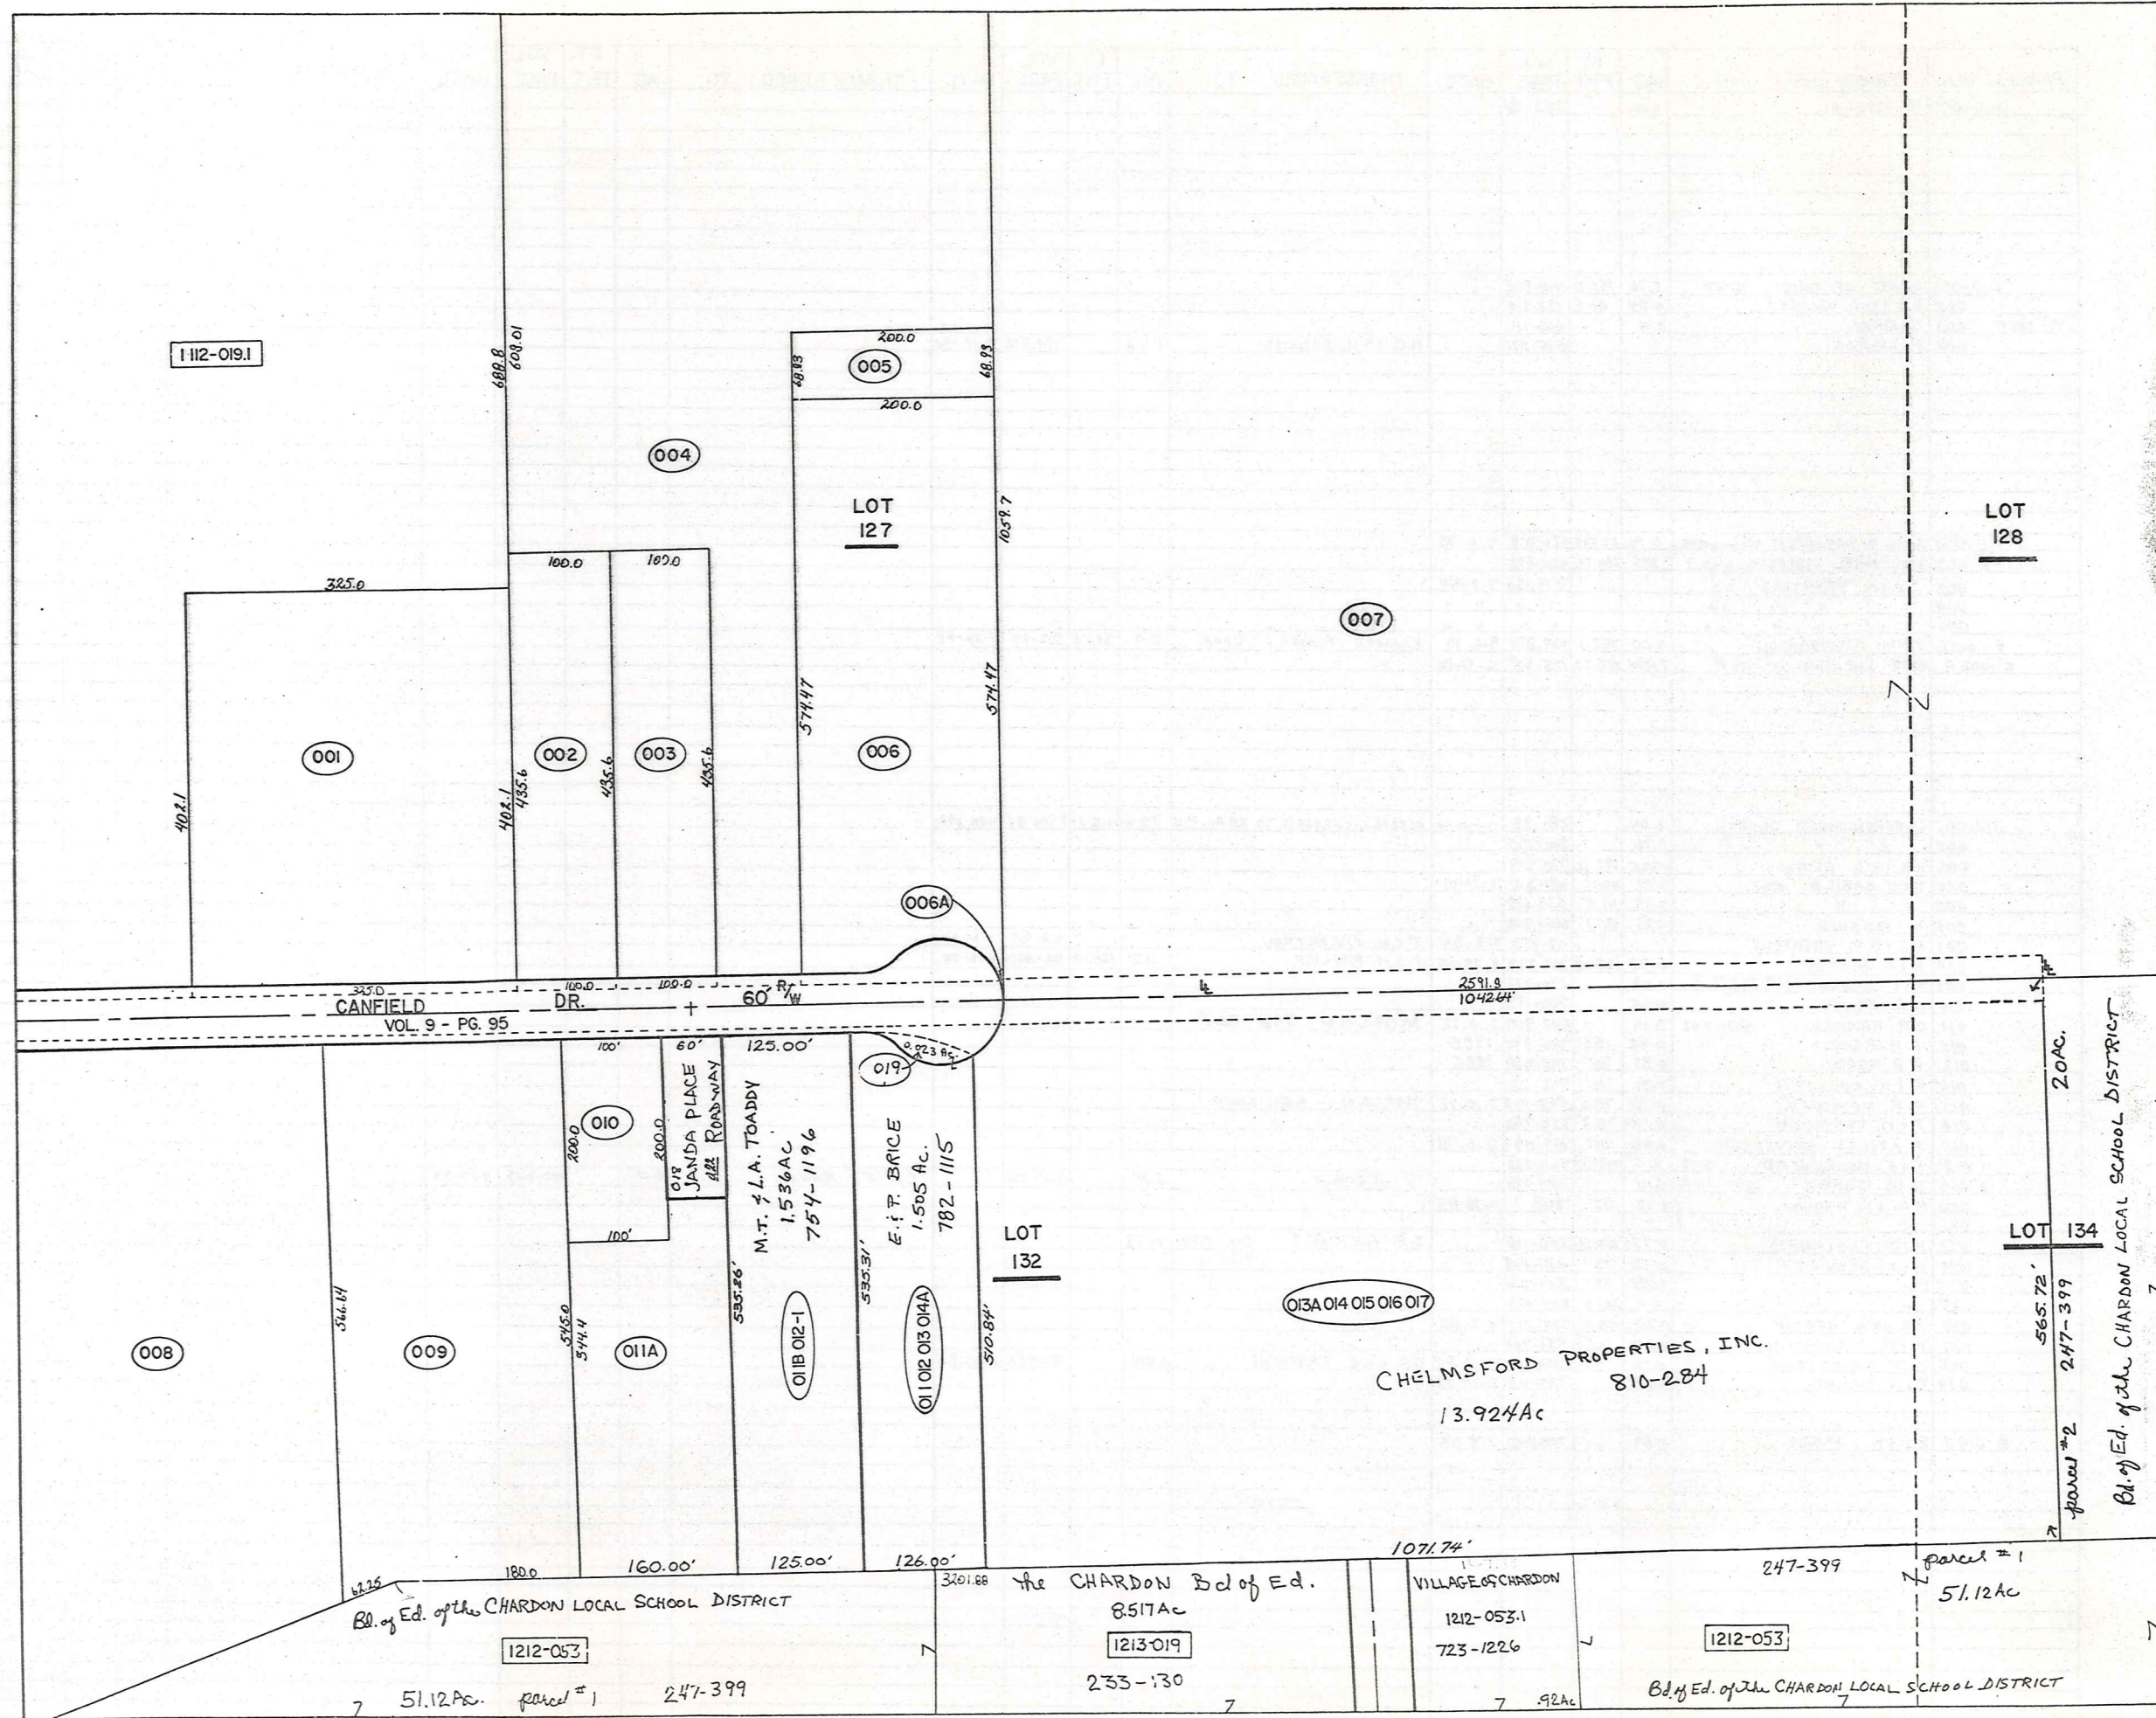 1112-019.1
688.8
609.01
200.0
005
68.93
68.93
200.0
004
LOT
127
1059.7
LOT
128
100.0
100.0
325.0
007
574.47
574.47
001
002
003
006
402.1
402.1
435.6
435.6
435.6
006A
325.0
100.0
100.0
CANFIELD DR. 60' R/W
VOL. 9 - PG. 95
2591.8
1042.64'
100'
60'
125.00'
0.023 Ac.
019
20AC.
010
200.0
200.0
018
JANDA PLACE
ROADWAY
M.T. & L.A. TOADDY
1.536AC
754-1196
E. & P. BRICE
1.505 Ac.
782-1115
100'
LOT
132
LOT 134
Bd. of Ed. of the CHARDON LOCAL SCHOOL DISTRICT
566.64
545.0
544.4
535.26'
535.31'
510.84'
565.72'
247-399
parcel #2
008
009
011A
011B 012-1
011 012 013 014A
013A 014 015 016 017
CHELMSFORD PROPERTIES, INC.
810-284
13.924Ac
62.25
180.0
160.00'
125.00'
126.00'
1071.74'
3201.88
Bd. of Ed. of the CHARDON LOCAL SCHOOL DISTRICT
1212-053
51.12Ac. parcel #1 247-399
the CHARDON Bd of Ed.
8.517Ac
1213-019
233-130
VILLAGE OF CHARDON
1212-053.1
723-1226
.92Ac
247-399
parcel #1
51.12Ac
1212-053
Bd. of Ed. of the CHARDON LOCAL SCHOOL DISTRICT